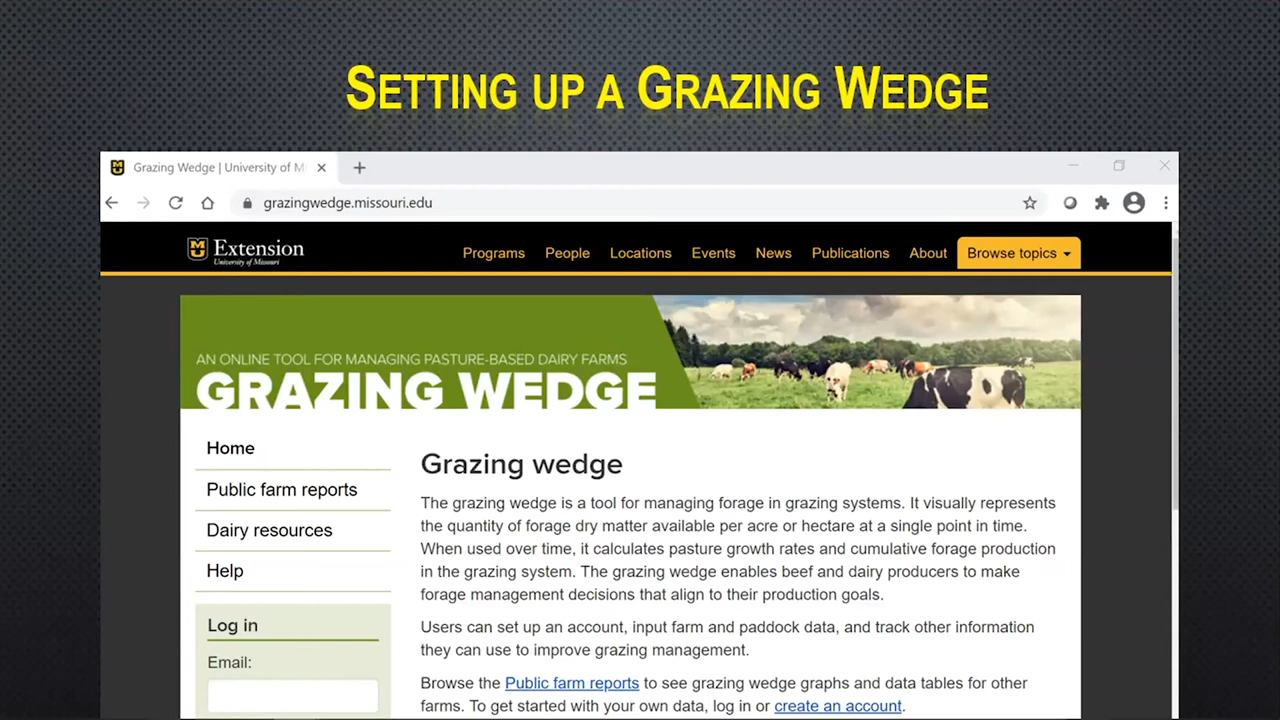 SETTING UP A GRAZING WEDGE
Grazing Wedge | University of M
grazingwedge.missouri.edu
MU Extension
University of Missouri
Programs People Locations Events News Publications About Browse topics
AN ONLINE TOOL FOR MANAGING PASTURE-BASED DAIRY FARMS
GRAZING WEDGE
Home
Public farm reports
Dairy resources
Help
Log in
Email:
Grazing wedge
The grazing wedge is a tool for managing forage in grazing systems. It visually represents
the quantity of forage dry matter available per acre or hectare at a single point in time.
When used over time, it calculates pasture growth rates and cumulative forage production
in the grazing system. The grazing wedge enables beef and dairy producers to make
forage management decisions that align to their production goals.
Users can set up an account, input farm and paddock data, and track other information
they can use to improve grazing management.
Browse the Public farm reports to see grazing wedge graphs and data tables for other
farms. To get started with your own data, log in or create an account.